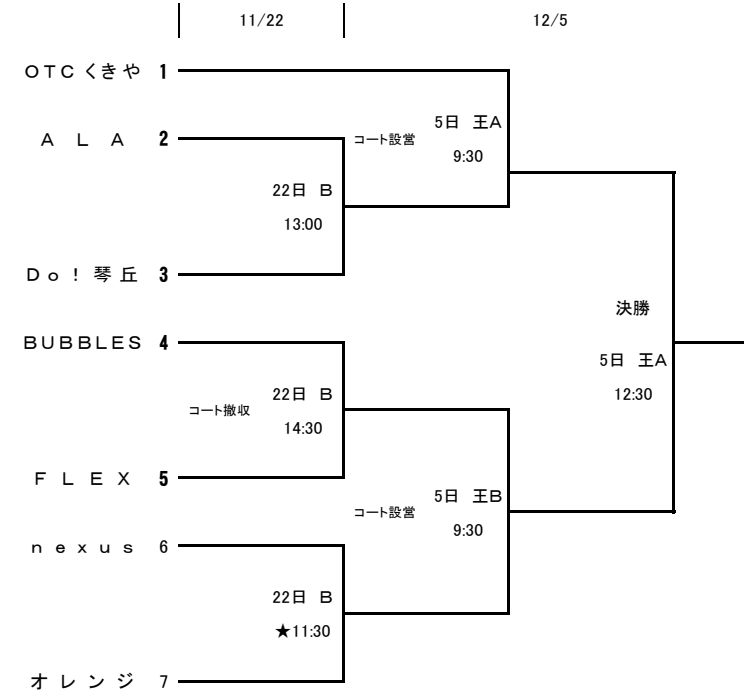 11/22 12/5
OTCくきや 1
5日 王A
ALA 2
コート設営
9:30
22日 B
13:00
Do!琴丘 3
決勝
BUBBLES 4
5日 王A
22日 B
12:30
コート撤収
14:30
FLEX 5
5日 王B
コート設営
9:30
nexus 6
22日 B
★11:30
オレンジ 7